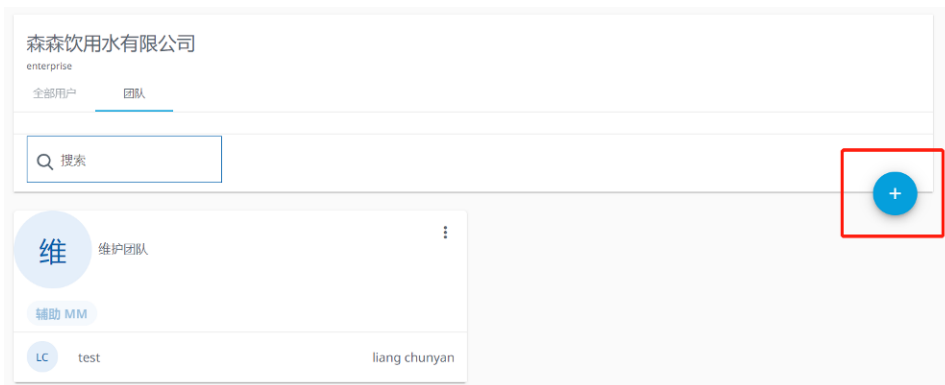 森森饮用水有限公司
enterprise
全部用户 团队
搜索
+
维 维护团队
辅助 MM
LC test liang chunyan